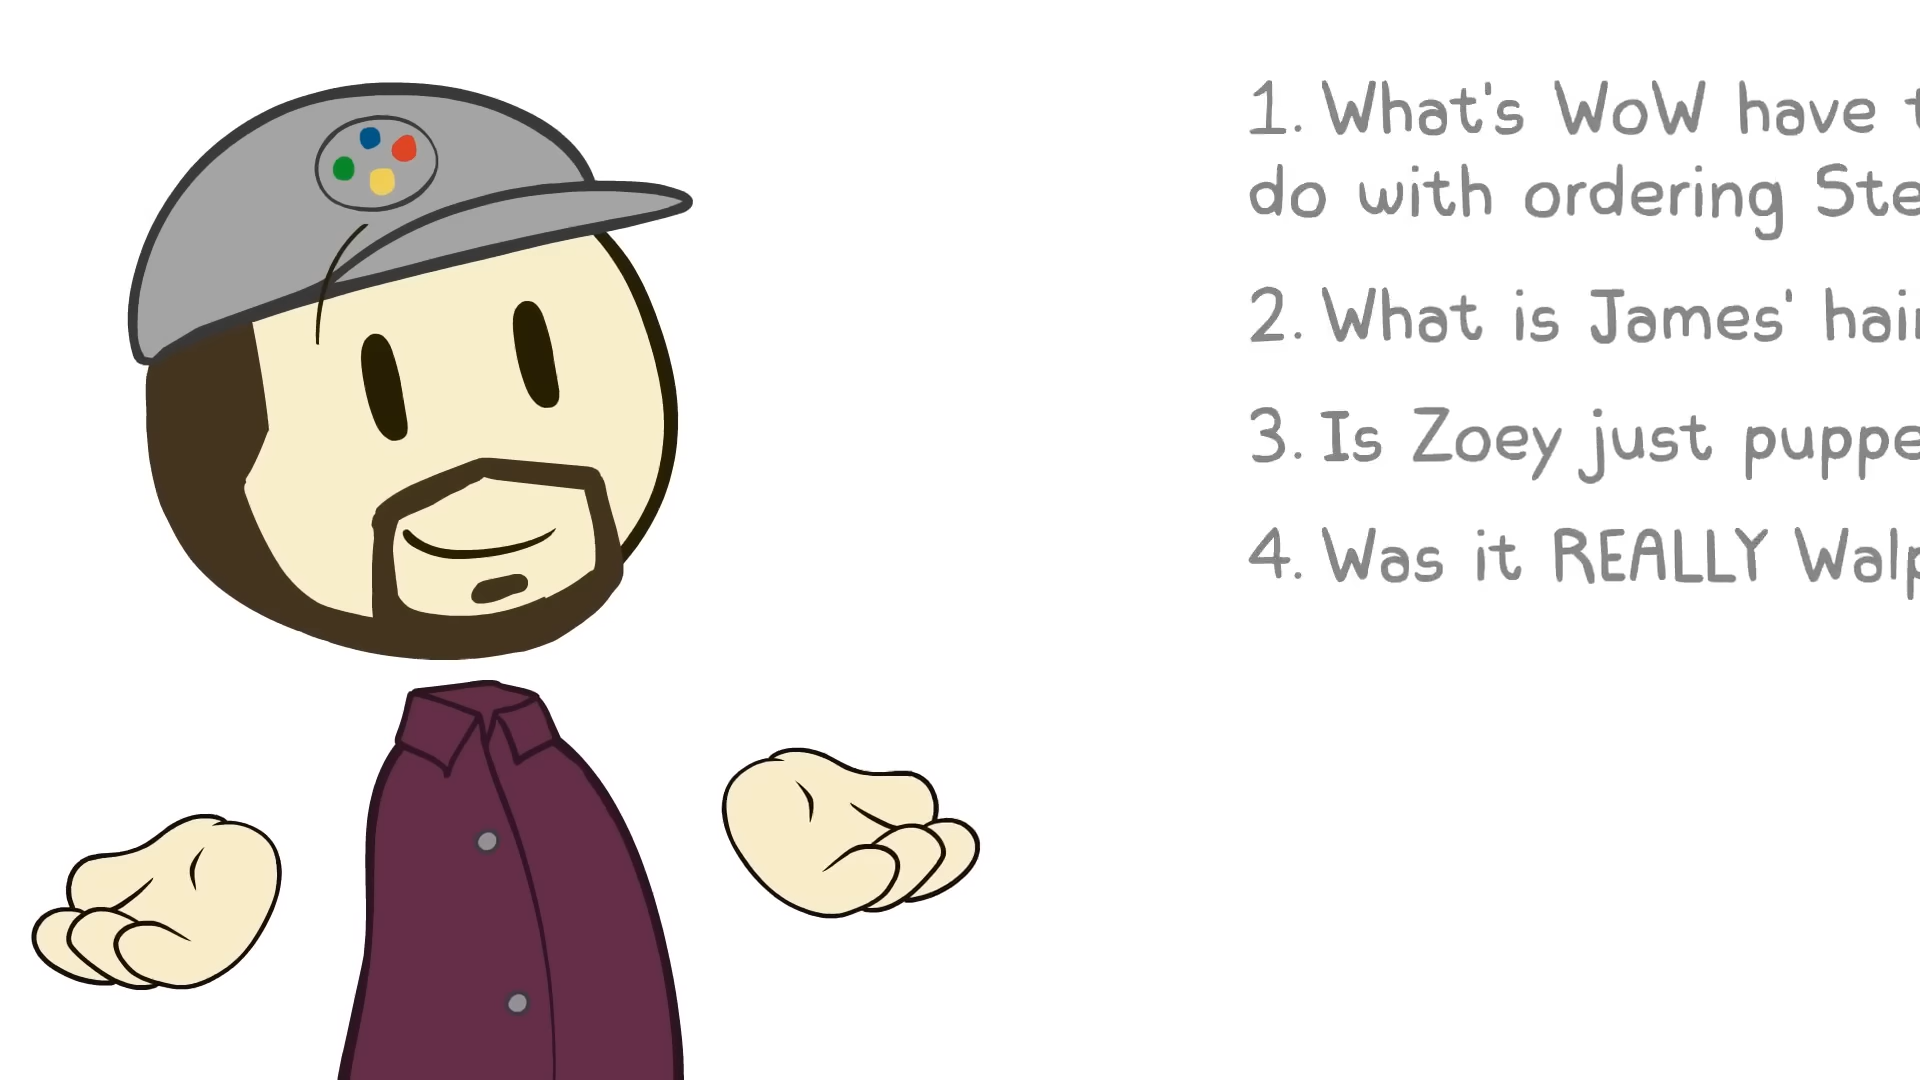 1. What's WoW have
do with ordering
2. What is James'
3. Is Zoey just
4. Was it REALLY